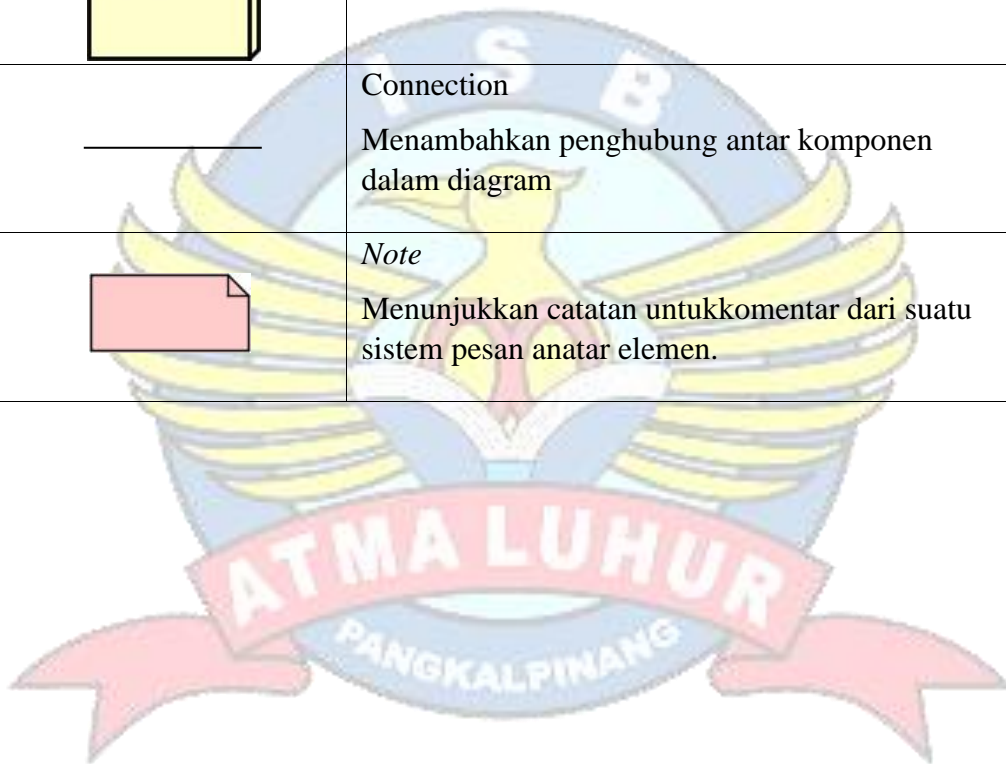 I S B
Connection
Menambahkan penghubung antar komponen
dalam diagram
Note
Menunjukkan catatan untukkomentar dari suatu
sistem pesan anatar elemen.
ATMA LUHUR
PANGKALPINANG